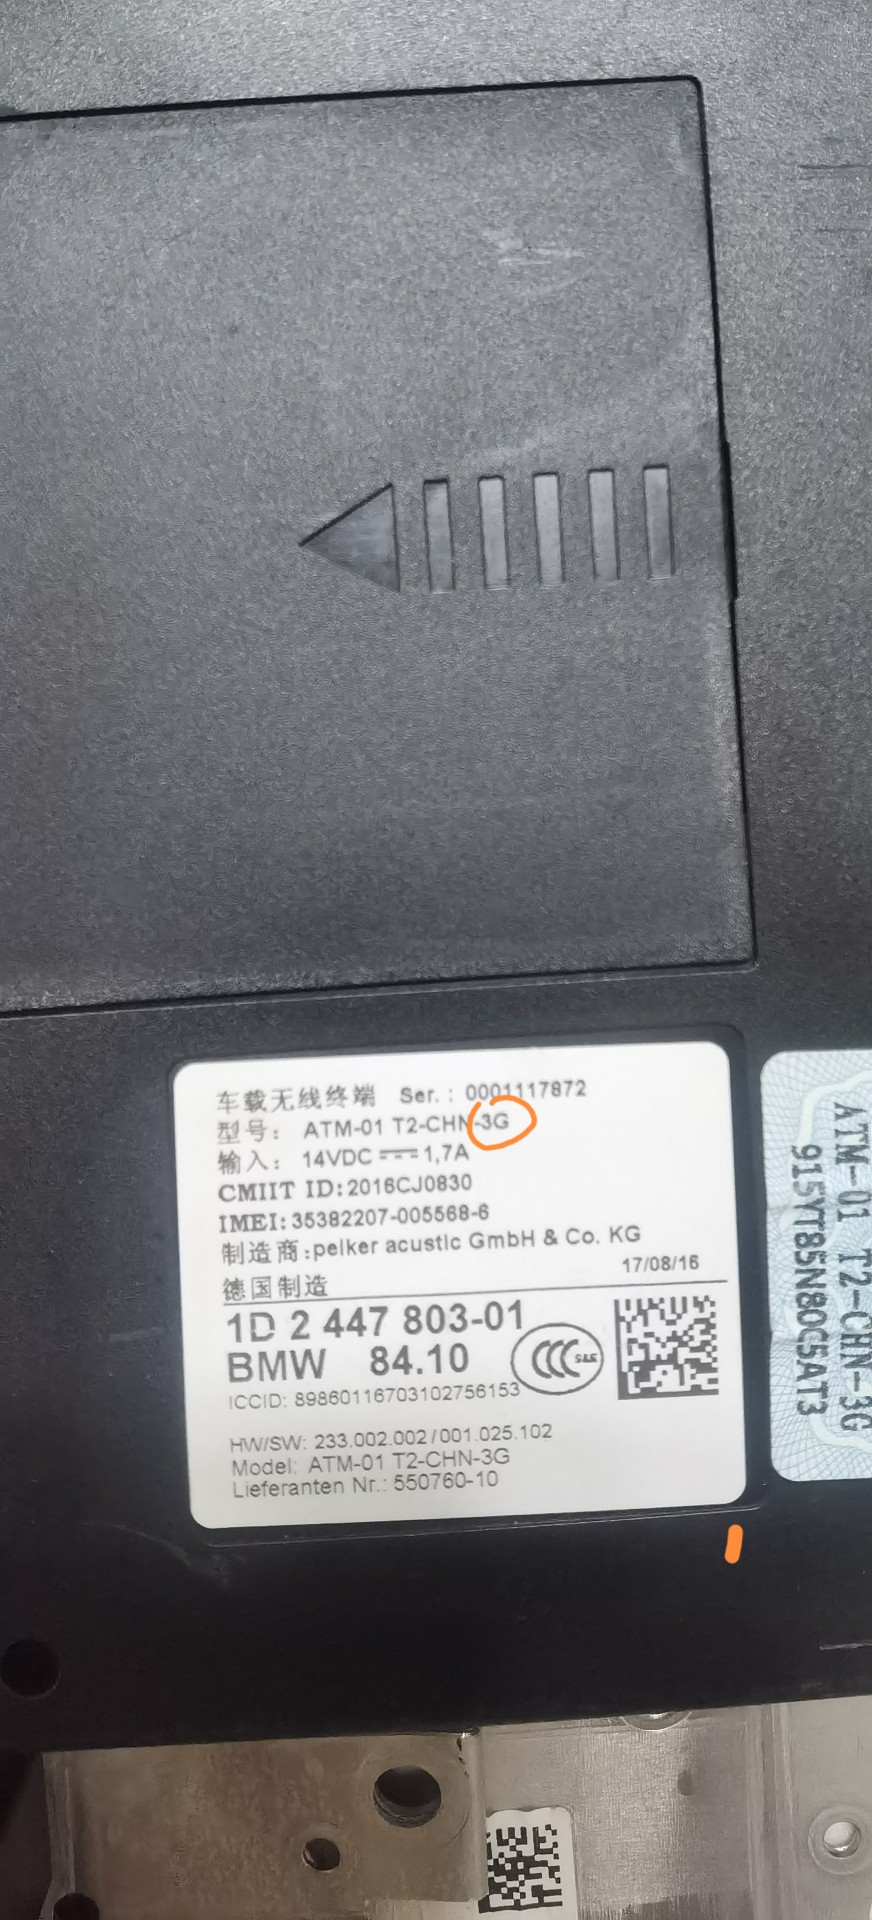 车载无线终端 Ser. : 0001117872
型号: ATM-01 T2-CHN-3G
输入: 14VDC 1,7A
CMIIT ID:2016CJ0830
IMEI:35382207-005568-6
制造商:peiker acustic GmbH & Co. KG
17/08/16
德国制造
1D 2 447 803-01
BMW 84.10
CCC S&E
ICCID: 89860116703102756153
HW/SW: 233.002.002/001.025.102
Model: ATM-01 T2-CHN-3G
Lieferanten Nr.: 550760-10
ATM-01 T2-CHN-3G
915YT85N80C5AT3